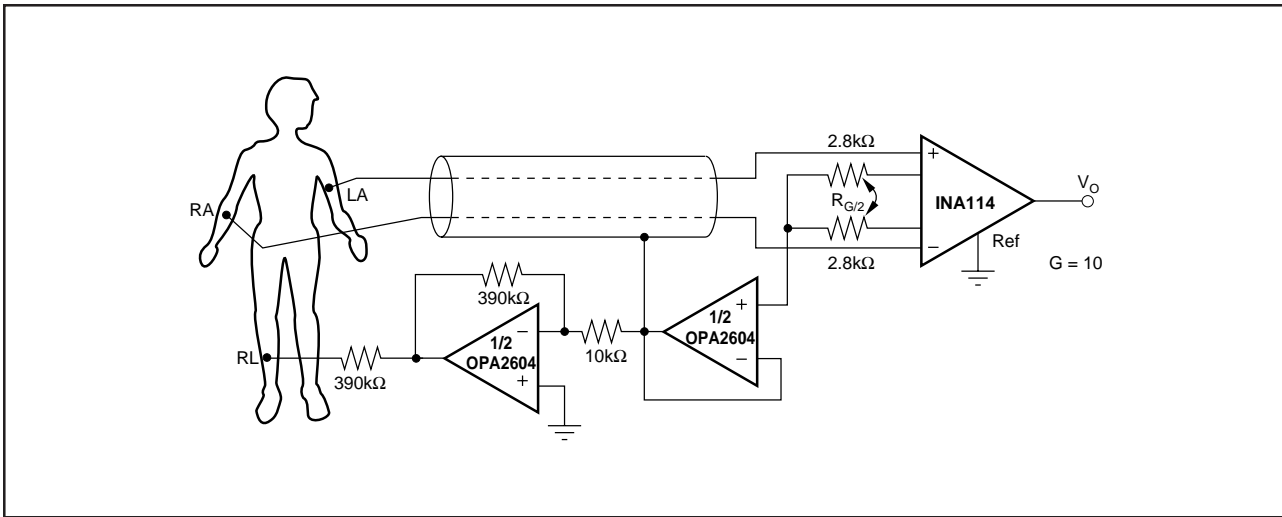 2.8kΩ
+
INA114
V_O
LA
RA
R_G/2
Ref
−
G = 10
2.8kΩ
390kΩ
+
1/2
OPA2604
−
10kΩ
−
1/2
OPA2604
+
RL
390kΩ